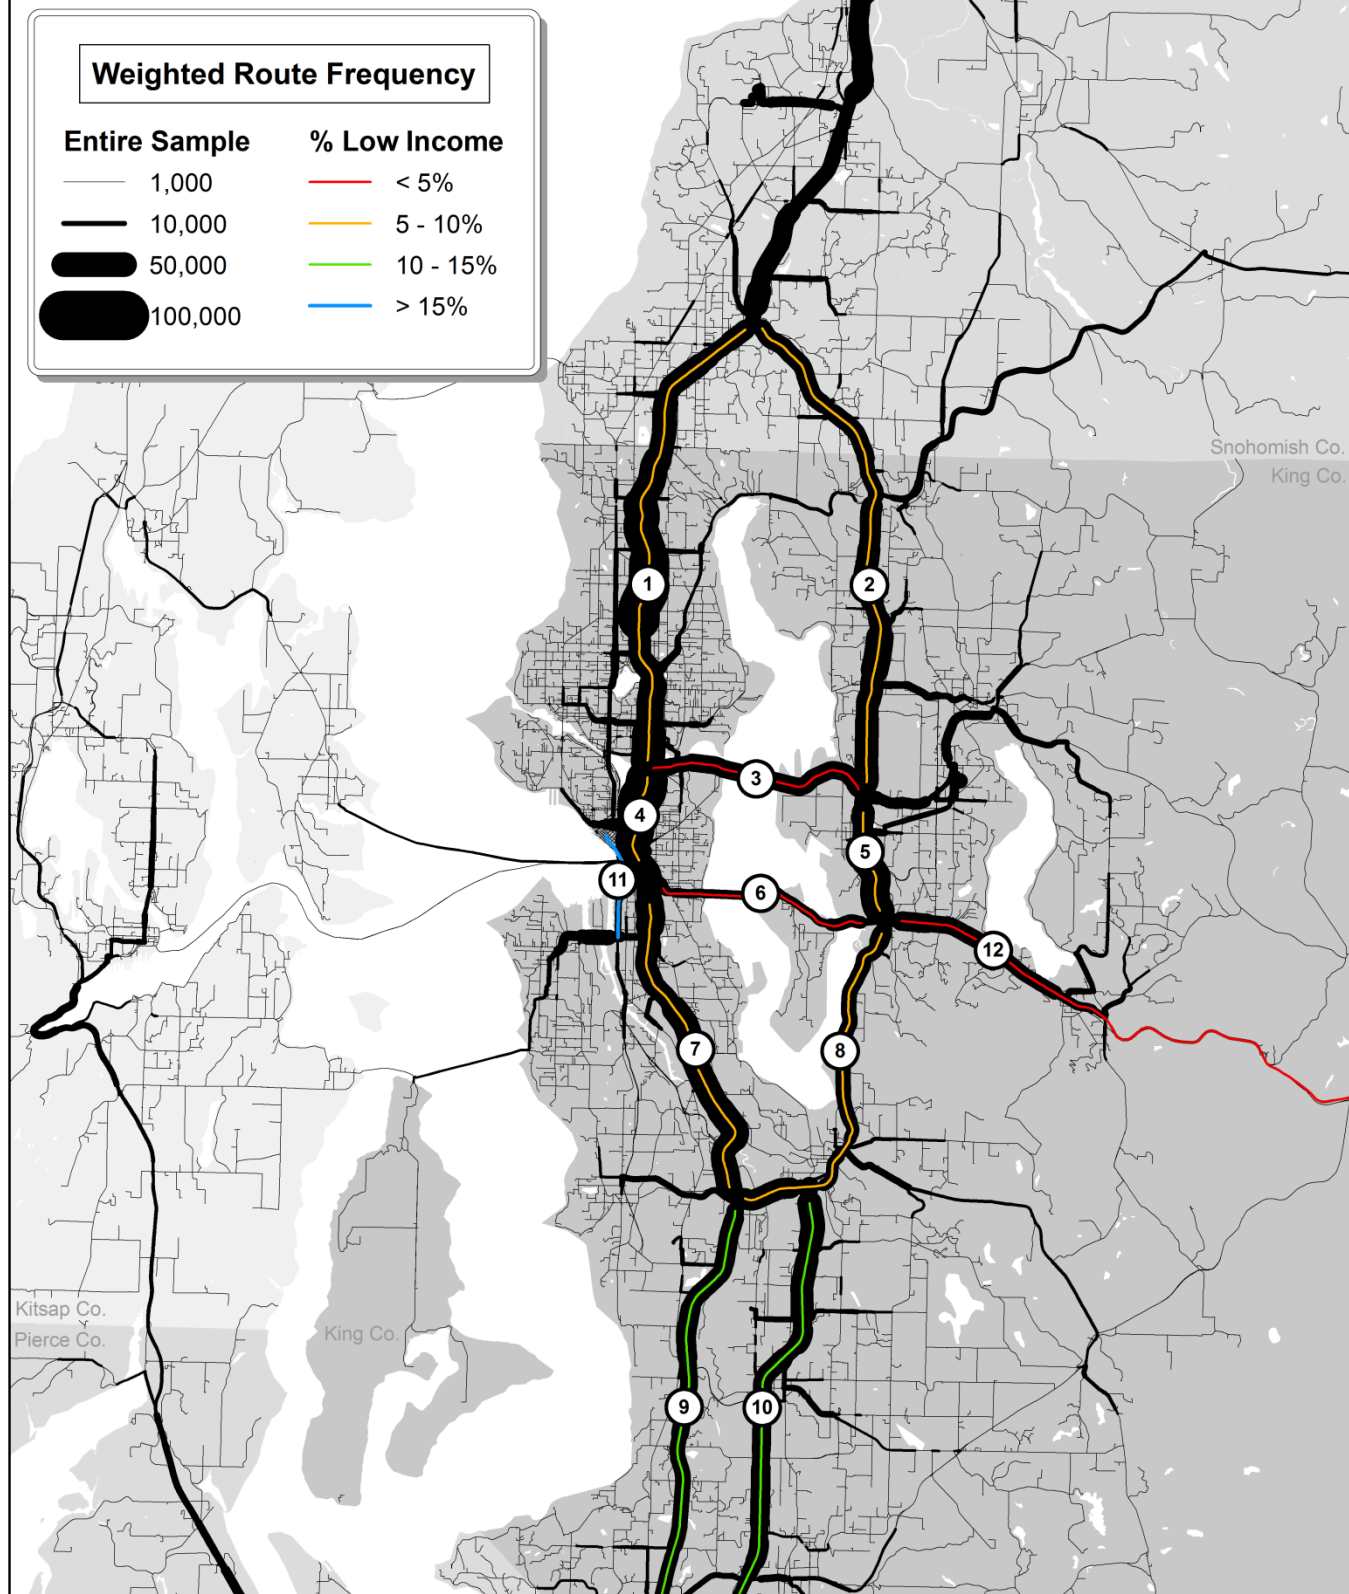 Weighted Route Frequency
Entire Sample
% Low Income
1,000
< 5%
10,000
5 - 10%
50,000
10 - 15%
100,000
> 15%
Snohomish Co.
King Co.
1
2
3
4
5
6
11
12
7
8
Kitsap Co.
Pierce Co.
King Co.
9
10